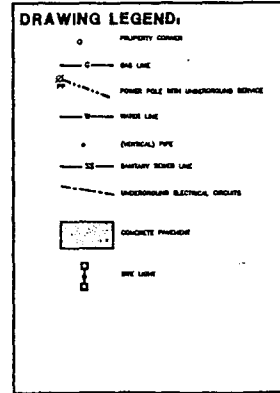 DRAWING LEGEND:
PROPERTY CORNER
G GAS LINE
PP POWER POLE WITH UNDERGROUND SERVICE
W WATER LINE
(VERTICAL) PIPE
SS SANITARY SEWER LINE
UNDERGROUND ELECTRICAL CIRCUITS
CONCRETE PAVEMENT
SITE LIGHT